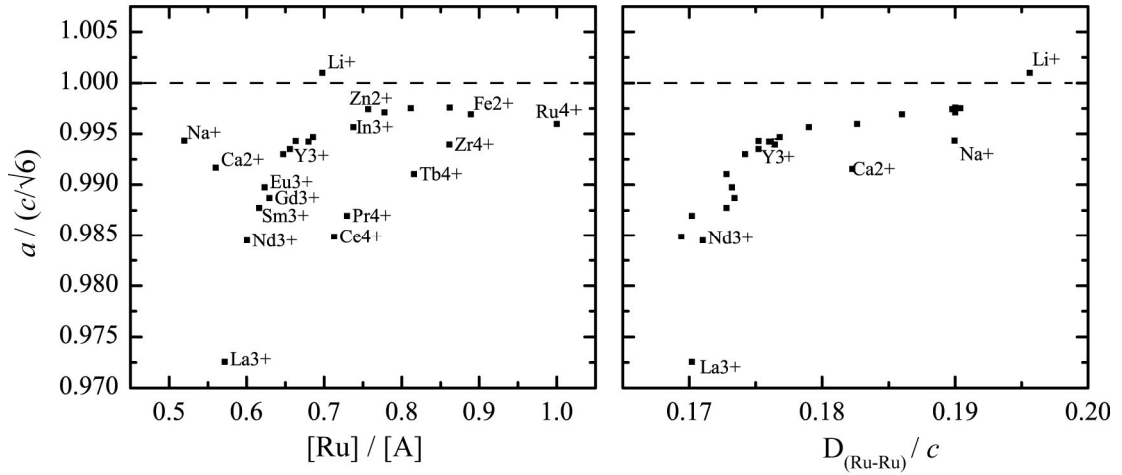 1.005
1.000
0.995
0.990
0.985
0.980
0.975
0.970
a / (c/√6)
Li+
Zn2+
Fe2+
Ru4+
In3+
Na+
Zr4+
Y3+
Ca2+
Tb4+
Eu3+
Gd3+
Sm3+
Pr4+
Nd3+
Ce4+
La3+
0.5 0.6 0.7 0.8 0.9 1.0
[Ru] / [A]
Li+
Y3+
Na+
Ca2+
Nd3+
La3+
0.17 0.18 0.19 0.20
D(Ru-Ru) / c